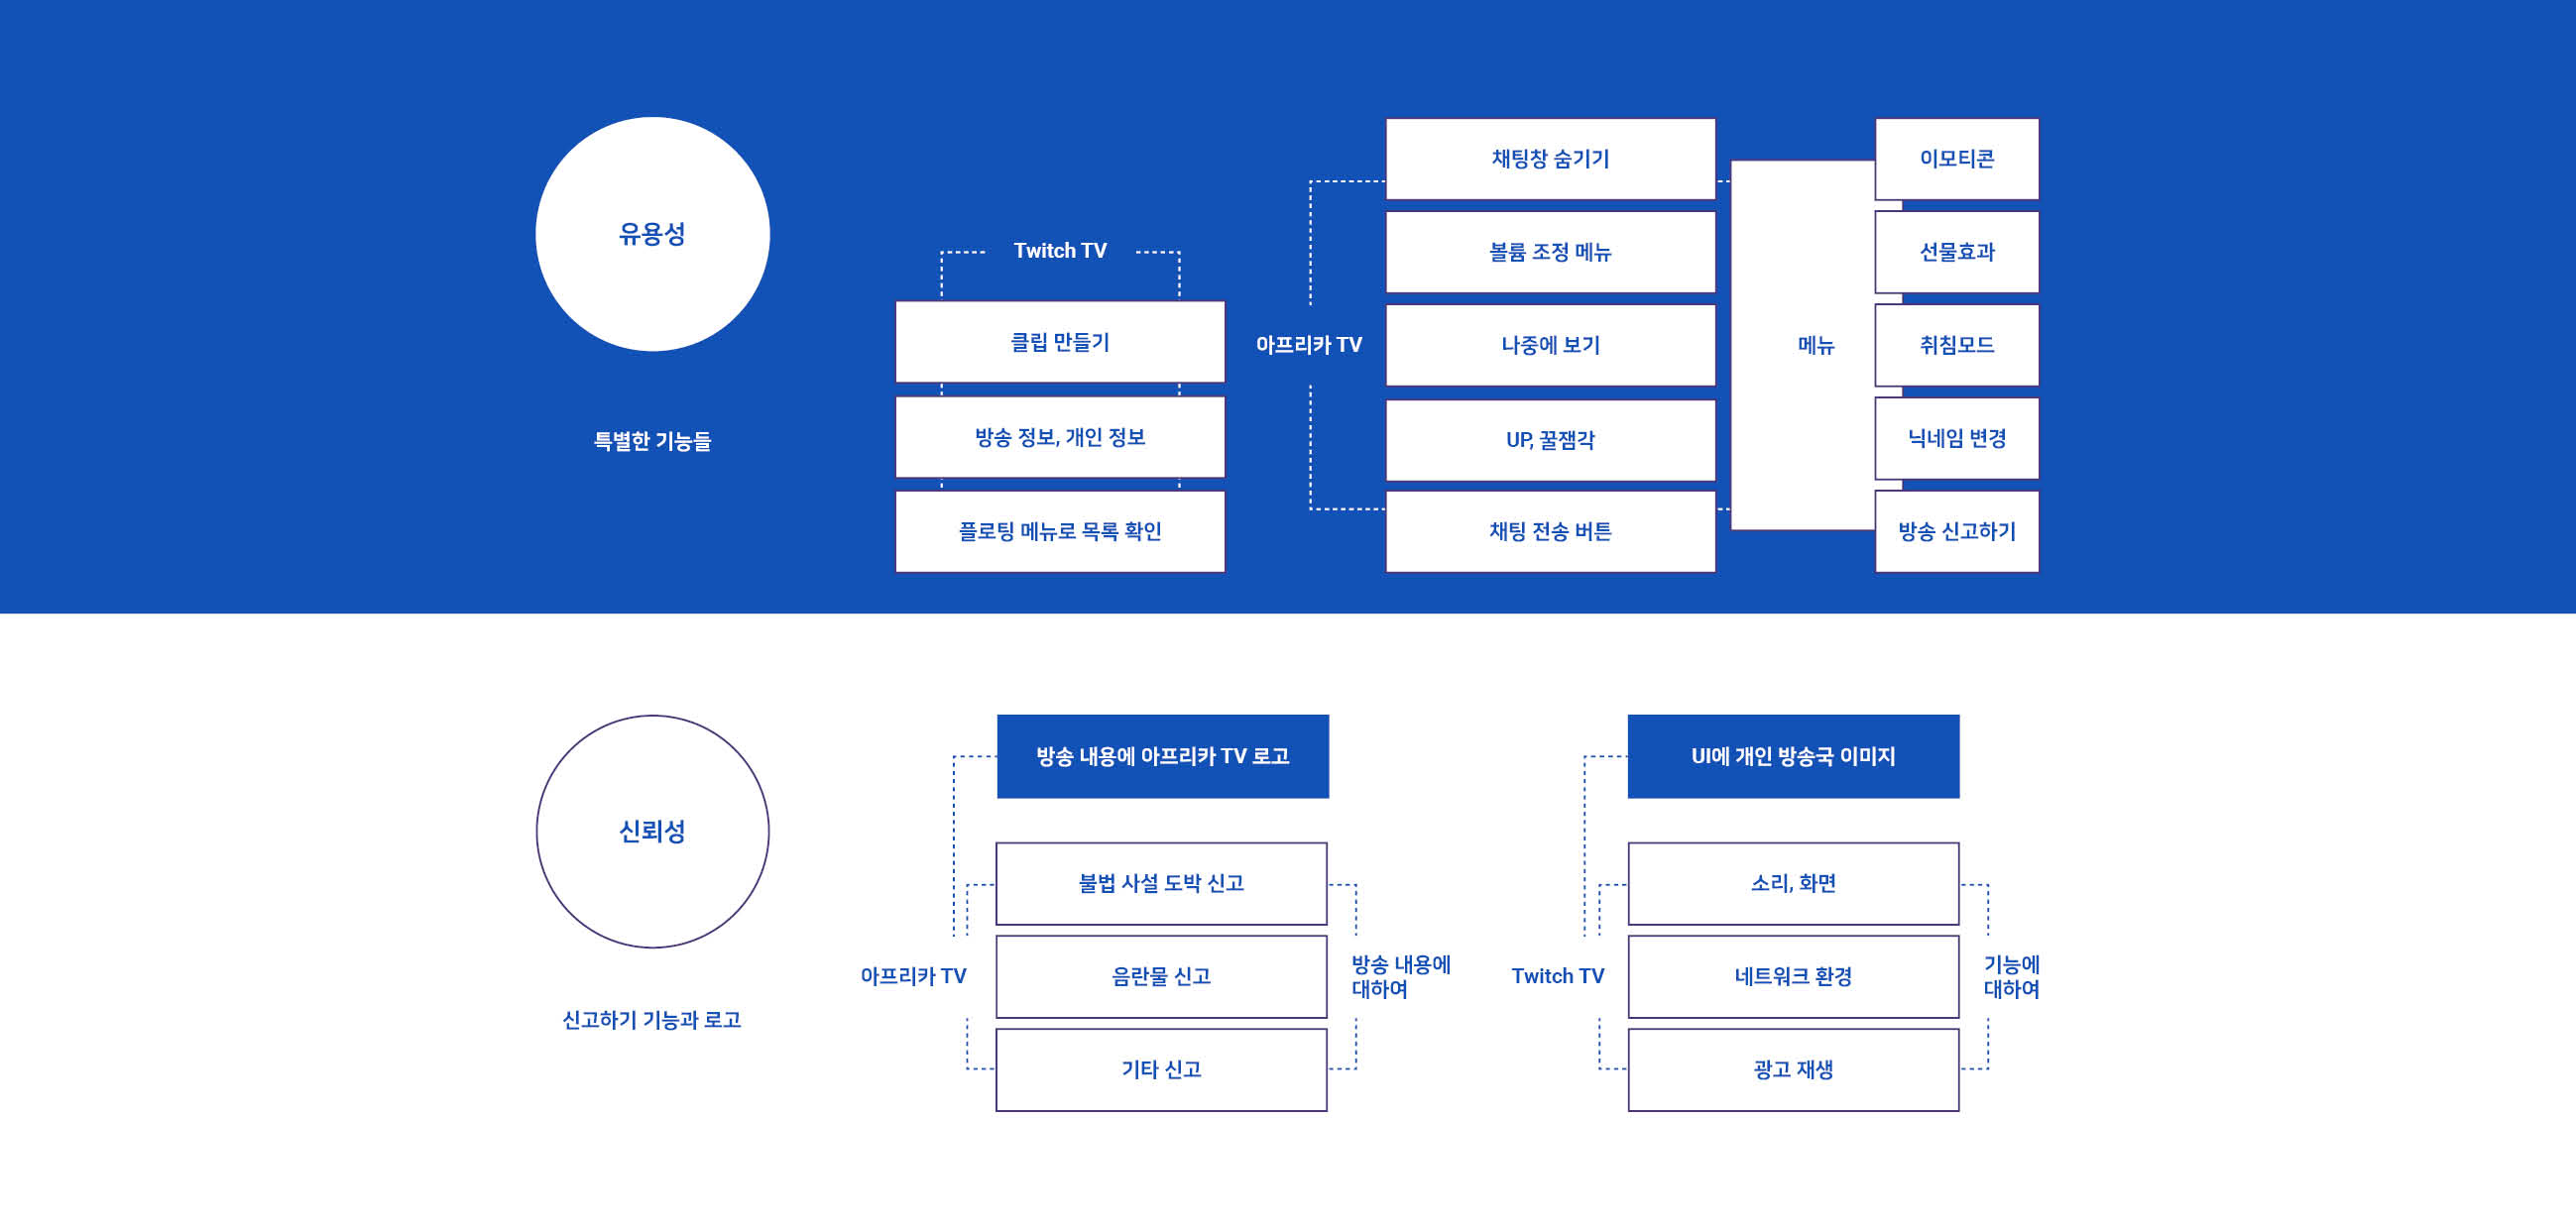 유용성
특별한 기능들
Twitch TV
클립 만들기
방송 정보, 개인 정보
플로팅 메뉴로 목록 확인
아프리카 TV
채팅창 숨기기
볼륨 조정 메뉴
나중에 보기
UP, 꿀잼각
채팅 전송 버튼
메뉴
이모티콘
선물효과
취침모드
닉네임 변경
방송 신고하기
신뢰성
신고하기 기능과 로고
아프리카 TV
방송 내용에 아프리카 TV 로고
불법 사설 도박 신고
음란물 신고
기타 신고
방송 내용에
대하여
Twitch TV
UI에 개인 방송국 이미지
소리, 화면
네트워크 환경
광고 재생
기능에
대하여